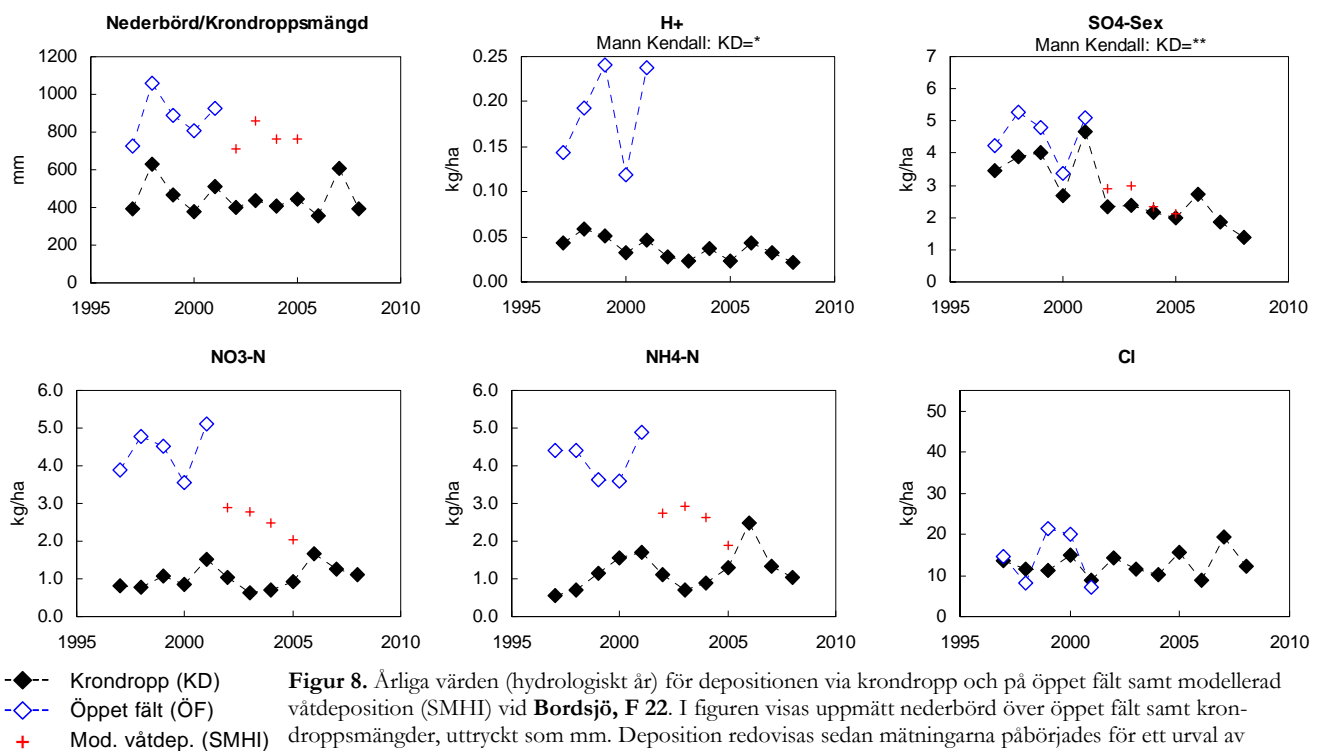 Nederbörd/Krondroppsmängd
1200
1000
800
600
400
200
0
mm
1995 2000 2005 2010
H+
Mann Kendall: KD=*
0.25
0.20
0.15
0.10
0.05
0.00
kg/ha
1995 2000 2005 2010
SO4-Sex
Mann Kendall: KD=**
7
6
5
4
3
2
1
0
kg/ha
1995 2000 2005 2010
NO3-N
6.0
5.0
4.0
3.0
2.0
1.0
0.0
kg/ha
1995 2000 2005 2010
NH4-N
6.0
5.0
4.0
3.0
2.0
1.0
0.0
kg/ha
1995 2000 2005 2010
Cl
50
40
30
20
10
0
kg/ha
1995 2000 2005 2010
Krondropp (KD)
Öppet fält (ÖF)
Mod. våtdep. (SMHI)
Figur 8. Årliga värden (hydrologiskt år) för depositionen via krondropp och på öppet fält samt modellerad
våtdeposition (SMHI) vid Bordsjö, F 22. I figuren visas uppmätt nederbörd över öppet fält samt kron-
droppsmängder, uttryckt som mm. Deposition redovisas sedan mätningarna påbörjades för ett urval av